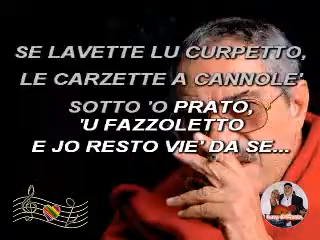 SE LAVETTE LU CURPETTO,
LE CARZETTE A CANNOLE'
SOTTO 'O PRATO,
'U FAZZOLETTO
E JO RESTO VIE' DA SE...